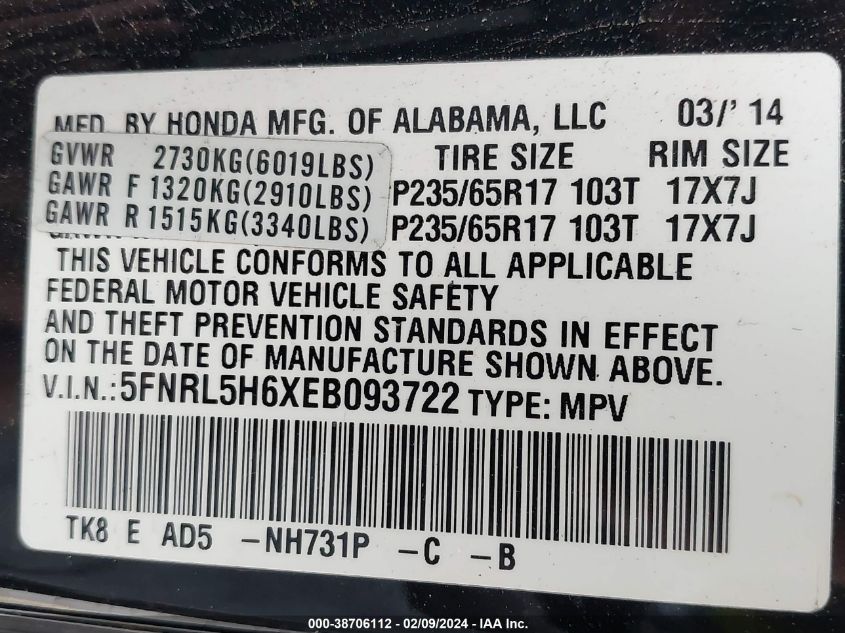 MFD. BY HONDA MFG. OF ALABAMA, LLC 03/' 14
GVWR 2730KG(6019LBS) TIRE SIZE RIM SIZE
GAWR F 1320KG(2910LBS) P235/65R17 103T 17X7J
GAWR R 1515KG(3340LBS) P235/65R17 103T 17X7J
THIS VEHICLE CONFORMS TO ALL APPLICABLE
FEDERAL MOTOR VEHICLE SAFETY
AND THEFT PREVENTION STANDARDS IN EFFECT
ON THE DATE OF MANUFACTURE SHOWN ABOVE.
V.I.N.: 5FNRL5H6XEB093722 TYPE: MPV
TK8 E AD5 -NH731P -C -B
000-38706112 - 02/09/2024 - IAA Inc.